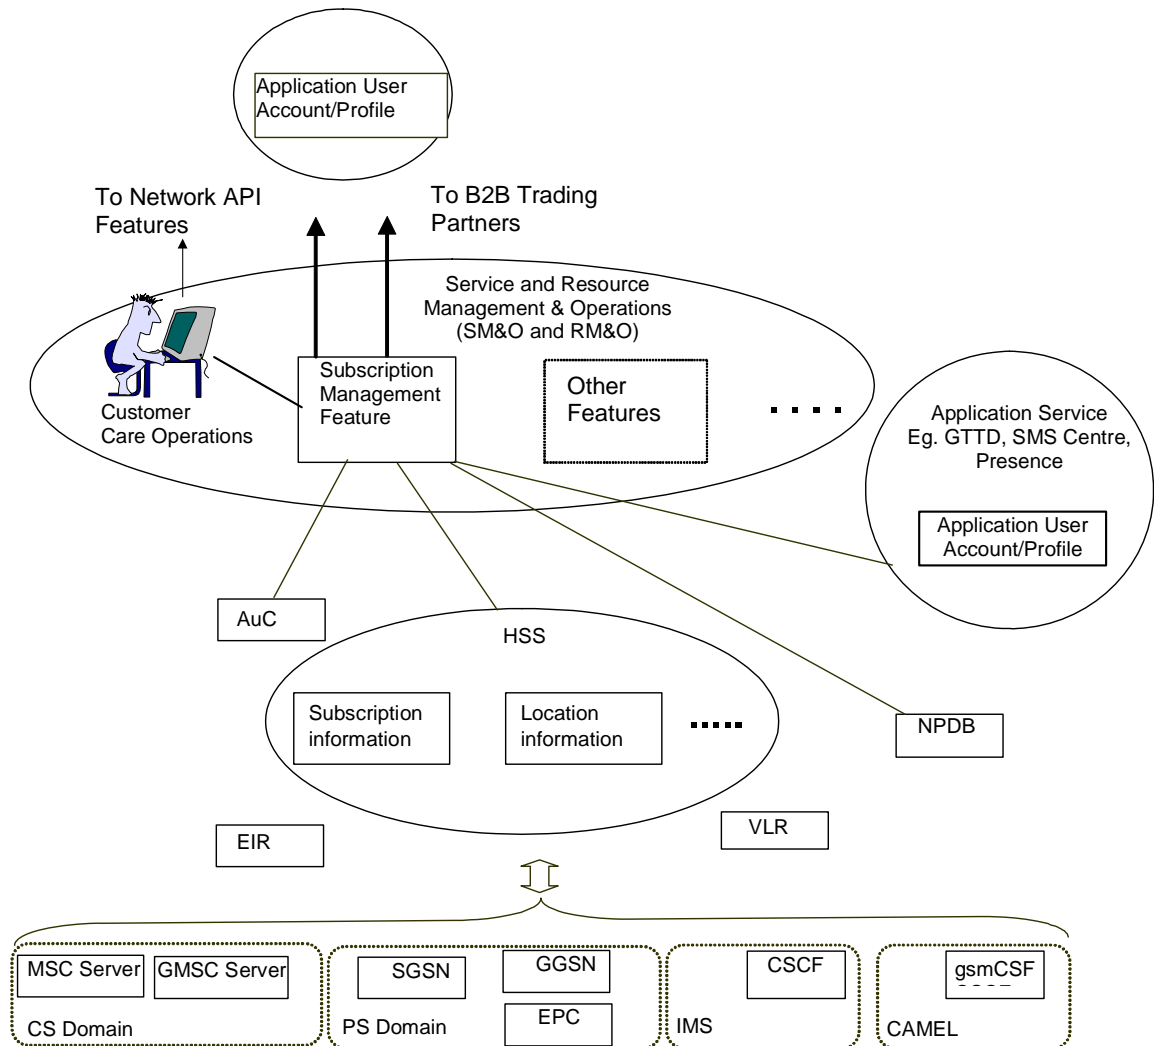 Application User
Account/Profile
To Network API
Features
To B2B Trading
Partners
Service and Resource
Management & Operations
(SM&O and RM&O)
Customer
Care Operations
Subscription
Management
Feature
Other
Features
Application Service
Eg. GTTD, SMS Centre,
Presence
Application User
Account/Profile
AuC
HSS
Subscription
information
Location
information
NPDB
EIR
VLR
MSC Server
GMSC Server
CS Domain
SGSN
GGSN
EPC
PS Domain
CSCF
IMS
gsmCSF
CAMEL